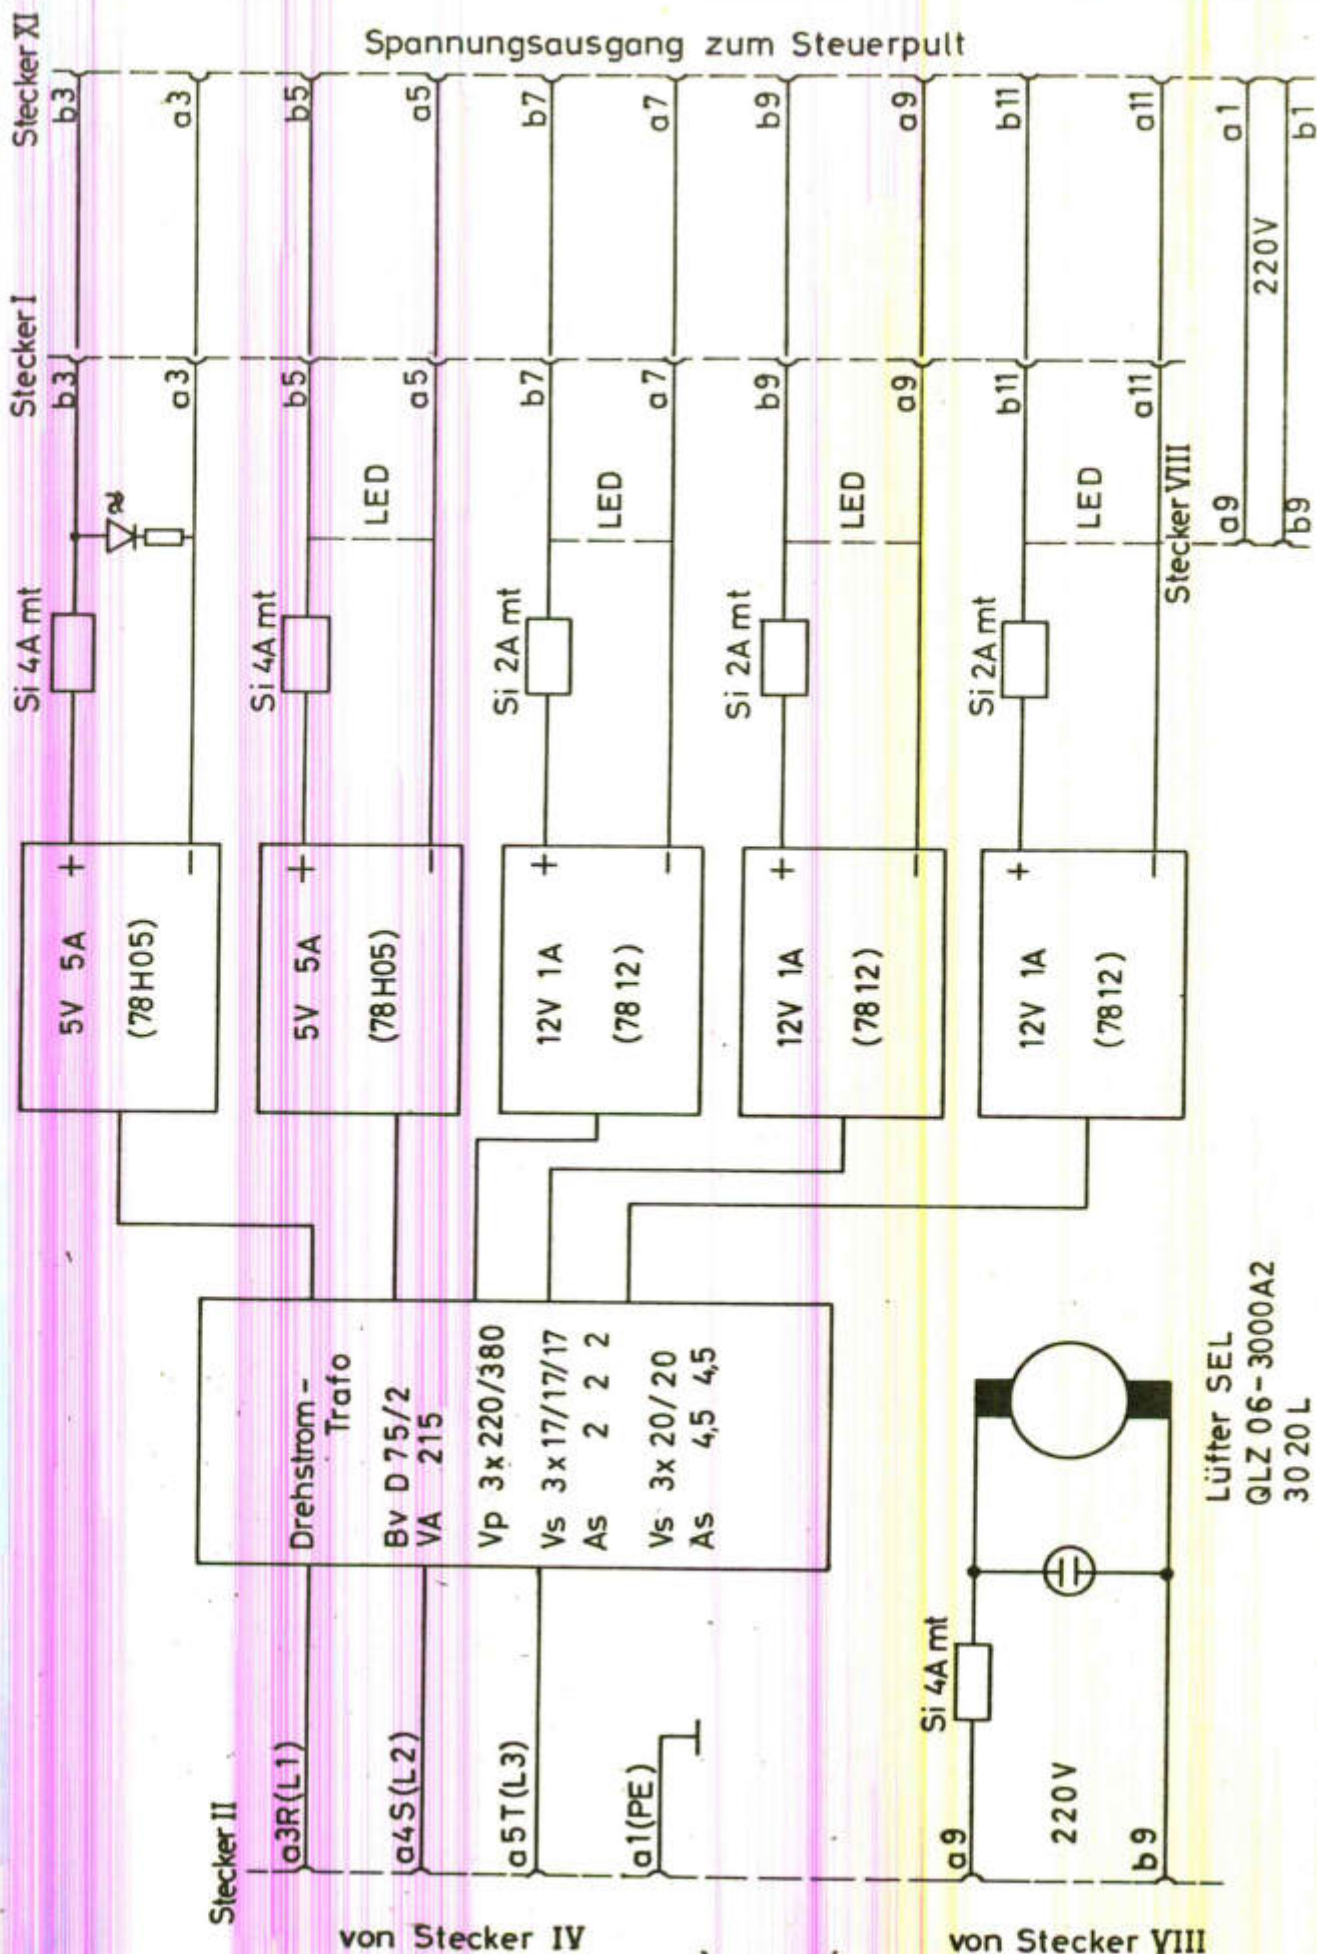 Spannungsausgang zum Steuerpult
Stecker XI
b3
a3
b5
a5
b7
a7
b9
a9
b11
a11
a1
b1
Stecker I
b3
a3
b5
a5
b7
a7
b9
a9
b11
a11
220V
LED
LED
LED
LED
Stecker VIII
a9
b9
Si 4A mt
Si 4A mt
Si 2A mt
Si 2A mt
Si 2A mt
5V 5A + -
(78H05)
5V 5A + -
(78H05)
12V 1A + -
(7812)
12V 1A + -
(7812)
12V 1A + -
(7812)
Drehstrom-
Trafo
Bv D 75/2
VA 215
Vp 3x220/380
Vs 3x17/17/17
As 2 2 2
Vs 3x 20/20
As 4,5 4,5
Stecker II
a3R(L1)
a4S(L2)
a5T(L3)
a1(PE)
Si 4A mt
a9
220V
b9
Lüfter SEL
QLZ 06-3000A2
3020L
von Stecker IV
von Stecker VIII